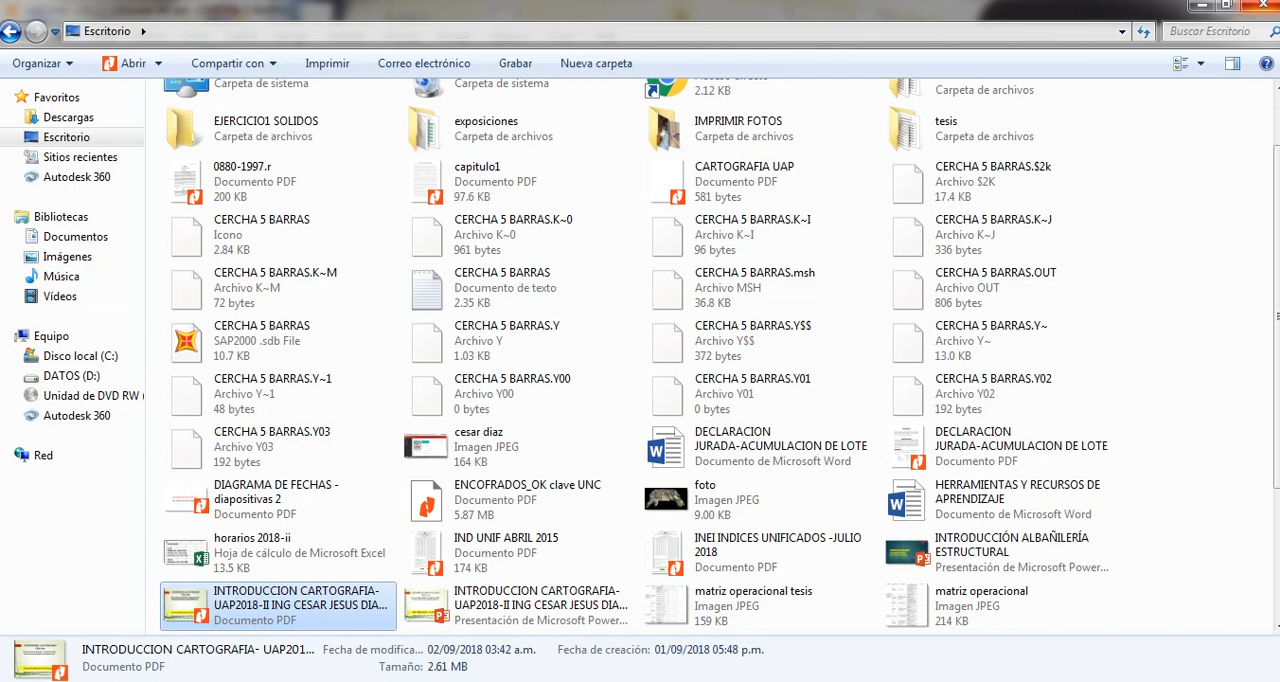 Escritorio
Buscar Escritorio
Organizar
Abrir
Compartir con
Imprimir
Correo electrónico
Grabar
Nueva carpeta
Favoritos
Descargas
Escritorio
Sitios recientes
Autodesk 360
Bibliotecas
Documentos
Imágenes
Música
Vídeos
Equipo
Disco local (C:)
DATOS (D:)
Unidad de DVD RW (
Autodesk 360
Red
Carpeta de sistema
Carpeta de sistema
2.12 KB
Carpeta de archivos
EJERCICIO1 SOLIDOS
Carpeta de archivos
exposiciones
Carpeta de archivos
IMPRIMIR FOTOS
Carpeta de archivos
tesis
Carpeta de archivos
0880-1997.r
Documento PDF
200 KB
capitulo1
Documento PDF
97.6 KB
CARTOGRAFIA UAP
Documento PDF
581 bytes
CERCHA 5 BARRAS.$2k
Archivo $2K
17.4 KB
CERCHA 5 BARRAS
Icono
2.84 KB
CERCHA 5 BARRAS.K~0
Archivo K~0
961 bytes
CERCHA 5 BARRAS.K~I
Archivo K~I
96 bytes
CERCHA 5 BARRAS.K~J
Archivo K~J
336 bytes
CERCHA 5 BARRAS.K~M
Archivo K~M
72 bytes
CERCHA 5 BARRAS
Documento de texto
2.35 KB
CERCHA 5 BARRAS.msh
Archivo MSH
36.8 KB
CERCHA 5 BARRAS.OUT
Archivo OUT
806 bytes
CERCHA 5 BARRAS
SAP2000 .sdb File
10.7 KB
CERCHA 5 BARRAS.Y
Archivo Y
1.03 KB
CERCHA 5 BARRAS.Y$$
Archivo Y$$
372 bytes
CERCHA 5 BARRAS.Y~
Archivo Y~
13.0 KB
CERCHA 5 BARRAS.Y~1
Archivo Y~1
48 bytes
CERCHA 5 BARRAS.Y00
Archivo Y00
0 bytes
CERCHA 5 BARRAS.Y01
Archivo Y01
0 bytes
CERCHA 5 BARRAS.Y02
Archivo Y02
192 bytes
CERCHA 5 BARRAS.Y03
Archivo Y03
192 bytes
cesar diaz
Imagen JPEG
164 KB
DECLARACION
JURADA-ACUMULACION DE LOTE
Documento de Microsoft Word
DECLARACION
JURADA-ACUMULACION DE LOTE
Documento PDF
DIAGRAMA DE FECHAS -
diapositivas 2
Documento PDF
ENCOFRADOS_OK clave UNC
Documento PDF
5.87 MB
foto
Imagen JPEG
9.00 KB
HERRAMIENTAS Y RECURSOS DE
APRENDIZAJE
Documento de Microsoft Word
horarios 2018-ii
Hoja de cálculo de Microsoft Excel
13.5 KB
IND UNIF ABRIL 2015
Documento PDF
174 KB
INEI INDICES UNIFICADOS -JULIO
2018
Documento PDF
INTRODUCCIÓN ALBAÑILERÍA
ESTRUCTURAL
Presentación de Microsoft Power...
INTRODUCCION CARTOGRAFIA-
UAP2018-II ING CESAR JESUS DIA...
Documento PDF
INTRODUCCION CARTOGRAFIA-
UAP2018-II ING CESAR JESUS DIA...
Presentación de Microsoft Power...
matriz operacional tesis
Imagen JPEG
159 KB
matriz operacional
Imagen JPEG
214 KB
INTRODUCCION CARTOGRAFIA- UAP201...
Documento PDF
Fecha de modifica... 02/09/2018 03:42 a.m.
Tamaño: 2.61 MB
Fecha de creación: 01/09/2018 05:48 p.m.